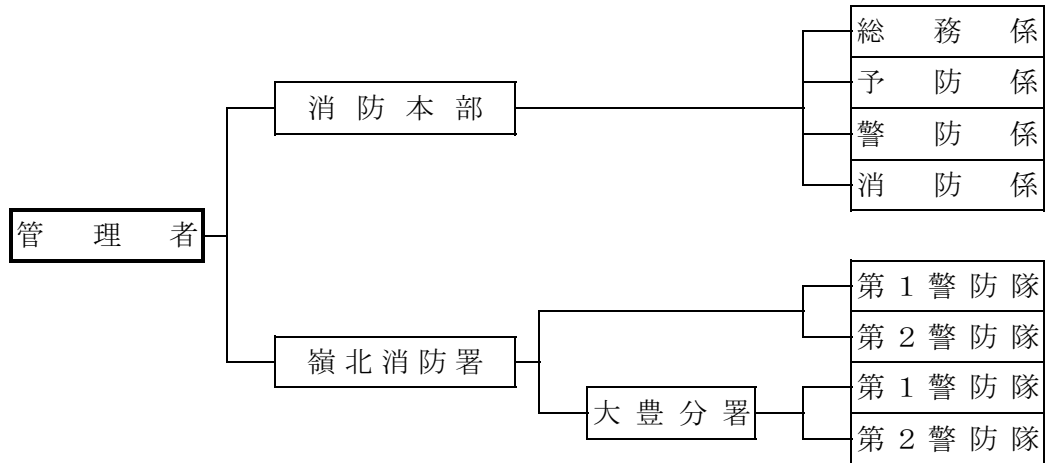 総務係
予防係
消防本部
警防係
消防係
管理者
第1警防隊
第2警防隊
嶺北消防署
第1警防隊
大豊分署
第2警防隊